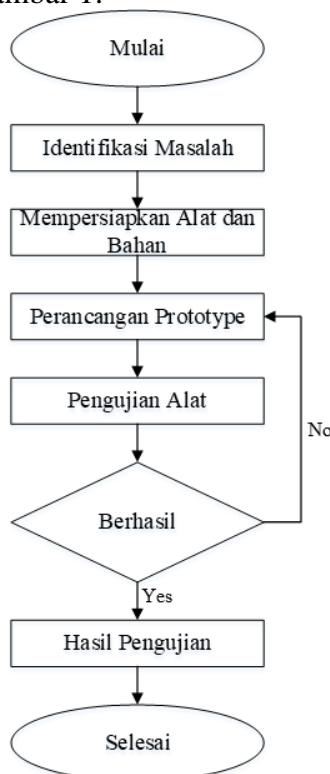 Mulai
Identifikasi Masalah
Mempersiapkan Alat dan
Bahan
Perancangan Prototype
Pengujian Alat
No
Berhasil
Yes
Hasil Pengujian
Selesai